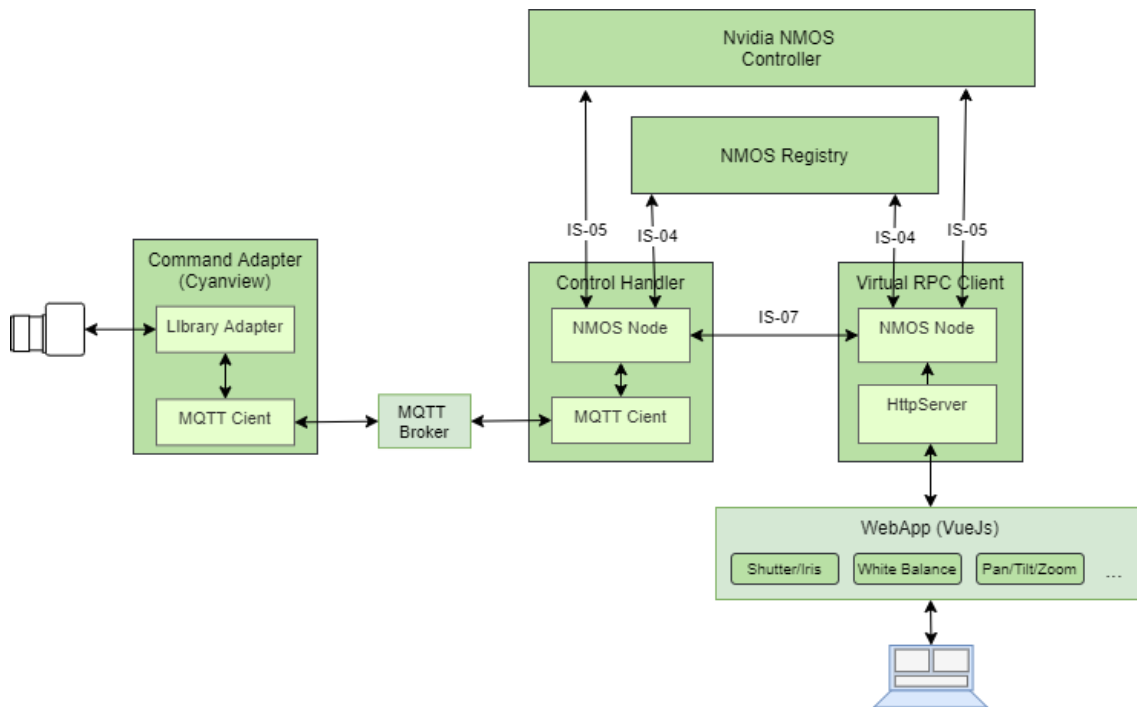 Nvidia NMOS
Controller
NMOS Registry
IS-05
IS-04
IS-04
IS-05
Command Adapter
(Cyanview)
LIbrary Adapter
MQTT Cient
MQTT
Broker
Control Handler
NMOS Node
MQTT Cient
IS-07
Virtual RPC Client
NMOS Node
HttpServer
WebApp (VueJs)
Shutter/Iris
White Balance
Pan/Tilt/Zoom
...